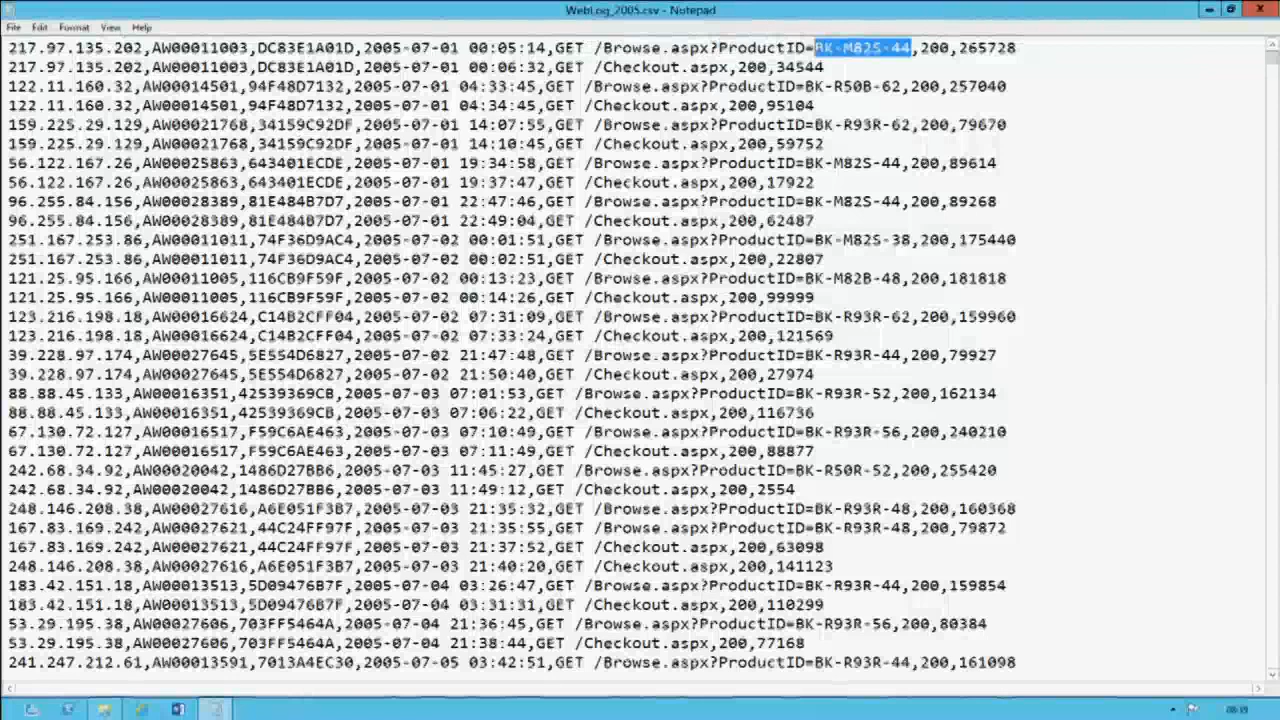 WebLog_2005.csv - Notepad
File Edit Format View Help
217.97.135.202,AW00011003,DC83E1A01D,2005-07-01 00:05:14,GET /Browse.aspx?ProductID=BK-M82S-44,200,265728
217.97.135.202,AW00011003,DC83E1A01D,2005-07-01 00:06:32,GET /Checkout.aspx,200,34544
122.11.160.32,AW00014501,94F48D7132,2005-07-01 04:33:45,GET /Browse.aspx?ProductID=BK-R50B-62,200,257040
122.11.160.32,AW00014501,94F48D7132,2005-07-01 04:34:45,GET /Checkout.aspx,200,95104
159.225.29.129,AW00021768,34159C92DF,2005-07-01 14:07:55,GET /Browse.aspx?ProductID=BK-R93R-62,200,79670
159.225.29.129,AW00021768,34159C92DF,2005-07-01 14:10:45,GET /Checkout.aspx,200,59752
56.122.167.26,AW00025863,643401ECDE,2005-07-01 19:34:58,GET /Browse.aspx?ProductID=BK-M82S-44,200,89614
56.122.167.26,AW00025863,643401ECDE,2005-07-01 19:37:47,GET /Checkout.aspx,200,17922
96.255.84.156,AW00028389,81E484B7D7,2005-07-01 22:47:46,GET /Browse.aspx?ProductID=BK-M82S-44,200,89268
96.255.84.156,AW00028389,81E484B7D7,2005-07-01 22:49:04,GET /Checkout.aspx,200,62487
251.167.253.86,AW00011011,74F36D9AC4,2005-07-02 00:01:51,GET /Browse.aspx?ProductID=BK-M82S-38,200,175440
251.167.253.86,AW00011011,74F36D9AC4,2005-07-02 00:02:51,GET /Checkout.aspx,200,22807
121.25.95.166,AW00011005,116CB9F59F,2005-07-02 00:13:23,GET /Browse.aspx?ProductID=BK-M82B-48,200,181818
121.25.95.166,AW00011005,116CB9F59F,2005-07-02 00:14:26,GET /Checkout.aspx,200,99999
123.216.198.18,AW00016624,C14B2CFF04,2005-07-02 07:31:09,GET /Browse.aspx?ProductID=BK-R93R-62,200,159960
123.216.198.18,AW00016624,C14B2CFF04,2005-07-02 07:33:24,GET /Checkout.aspx,200,121569
39.228.97.174,AW00027645,5E554D6827,2005-07-02 21:47:48,GET /Browse.aspx?ProductID=BK-R93R-44,200,79927
39.228.97.174,AW00027645,5E554D6827,2005-07-02 21:50:40,GET /Checkout.aspx,200,27974
88.88.45.133,AW00016351,42539369CB,2005-07-03 07:01:53,GET /Browse.aspx?ProductID=BK-R93R-52,200,162134
88.88.45.133,AW00016351,42539369CB,2005-07-03 07:06:22,GET /Checkout.aspx,200,116736
67.130.72.127,AW00016517,F59C6AE463,2005-07-03 07:10:49,GET /Browse.aspx?ProductID=BK-R93R-56,200,240210
67.130.72.127,AW00016517,F59C6AE463,2005-07-03 07:11:49,GET /Checkout.aspx,200,88877
242.68.34.92,AW00020042,1486D27BB6,2005-07-03 11:45:27,GET /Browse.aspx?ProductID=BK-R50R-52,200,255420
242.68.34.92,AW00020042,1486D27BB6,2005-07-03 11:49:12,GET /Checkout.aspx,200,2554
248.146.208.38,AW00027616,A6E051F3B7,2005-07-03 21:35:32,GET /Browse.aspx?ProductID=BK-R93R-48,200,160368
167.83.169.242,AW00027621,44C24FF97F,2005-07-03 21:35:55,GET /Browse.aspx?ProductID=BK-R93R-48,200,79872
167.83.169.242,AW00027621,44C24FF97F,2005-07-03 21:37:52,GET /Checkout.aspx,200,63098
248.146.208.38,AW00027616,A6E051F3B7,2005-07-03 21:40:20,GET /Checkout.aspx,200,141123
183.42.151.18,AW00013513,5D09476B7F,2005-07-04 03:26:47,GET /Browse.aspx?ProductID=BK-R93R-44,200,159854
183.42.151.18,AW00013513,5D09476B7F,2005-07-04 03:31:31,GET /Checkout.aspx,200,110299
53.29.195.38,AW00027606,703FF5464A,2005-07-04 21:36:45,GET /Browse.aspx?ProductID=BK-R93R-56,200,80384
53.29.195.38,AW00027606,703FF5464A,2005-07-04 21:38:44,GET /Checkout.aspx,200,77168
241.247.212.61,AW00013591,7013A4EC30,2005-07-05 03:42:51,GET /Browse.aspx?ProductID=BK-R93R-44,200,161098